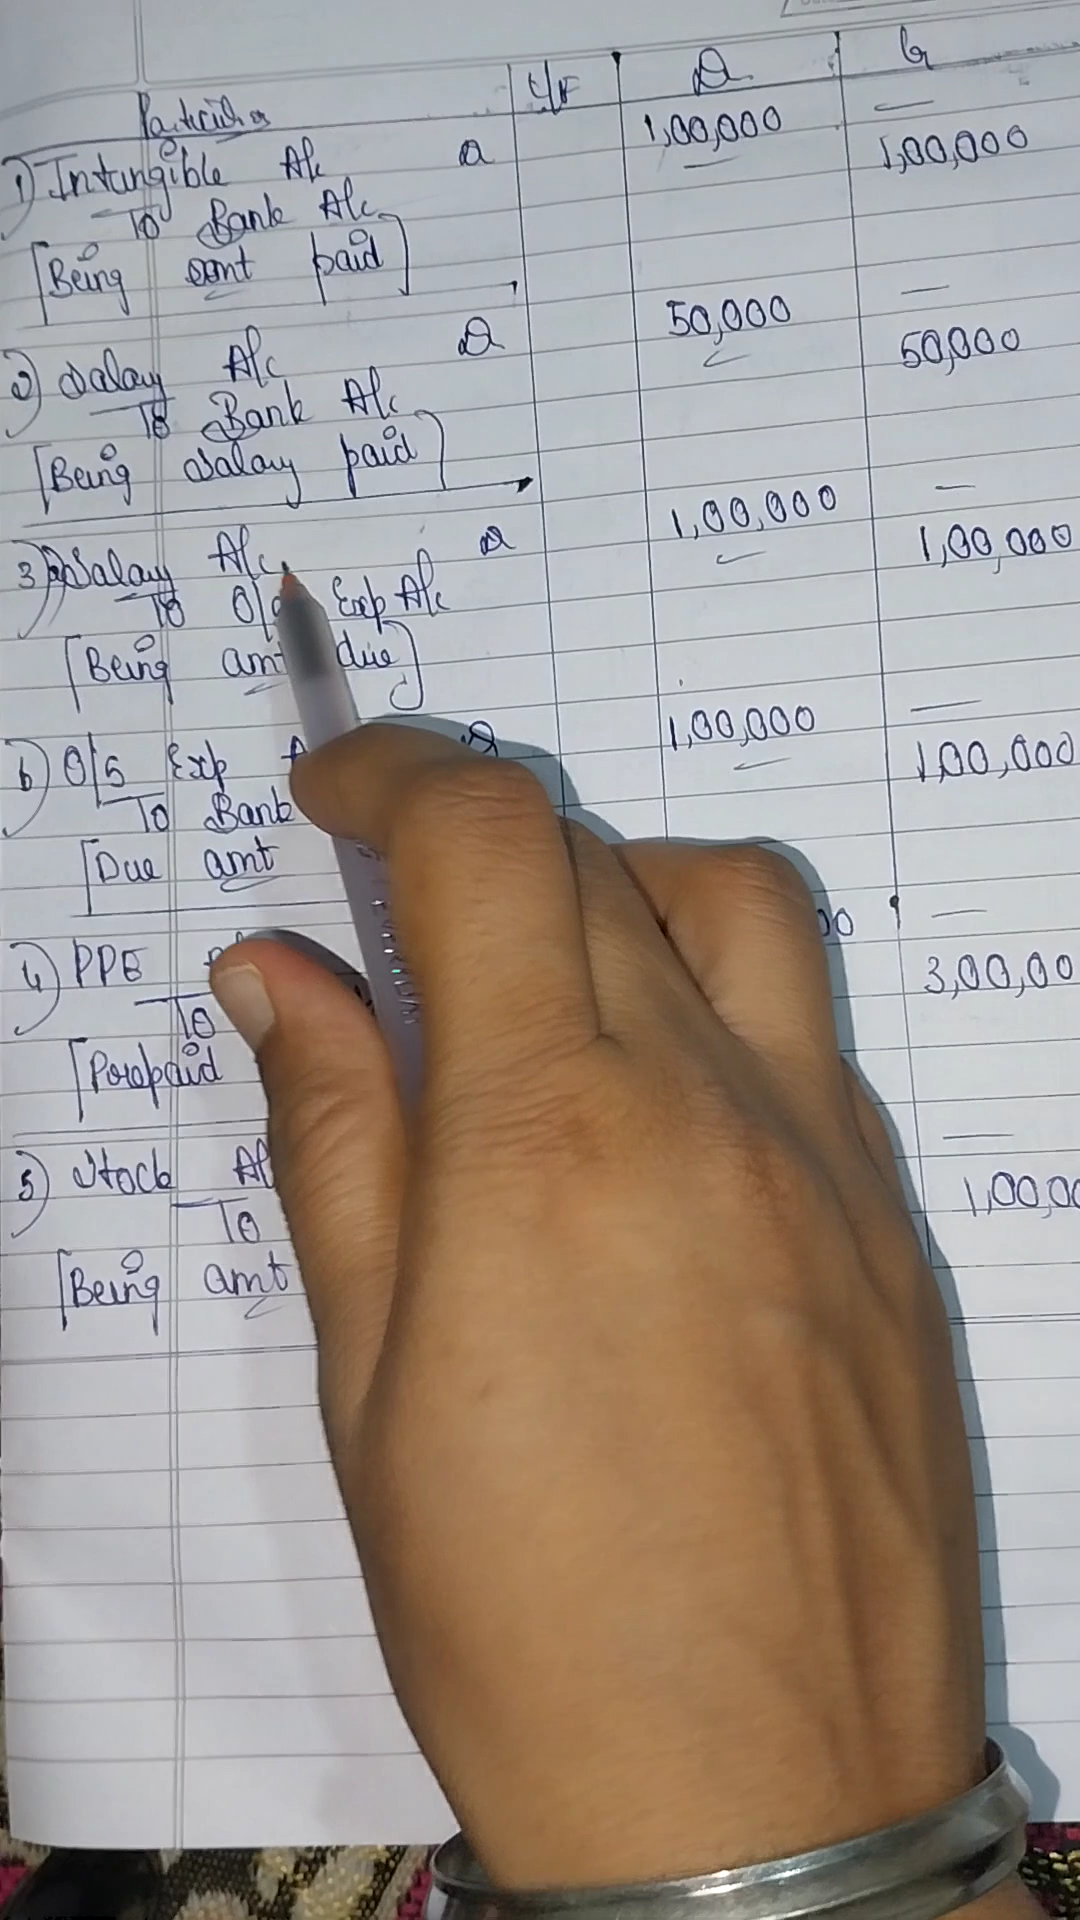 Particulars L/F Dr Cr
1) Intangible A/c Dr 1,00,000 —
To Bank A/c 1,00,000
[Being amt paid]
2) Salary A/c Dr 50,000 —
To Bank A/c 50,000
[Being Salary paid]
3) a) Salary A/c Dr 1,00,000 —
To O/s Exp A/c 1,00,000
[Being amt due]
b) O/S Exp Dr 1,00,000 —
To Bank 1,00,000
[Due amt
4) PPE —
To 3,00,00
[Prepaid
5) Stock A/ —
To 1,00,00
[Being amt